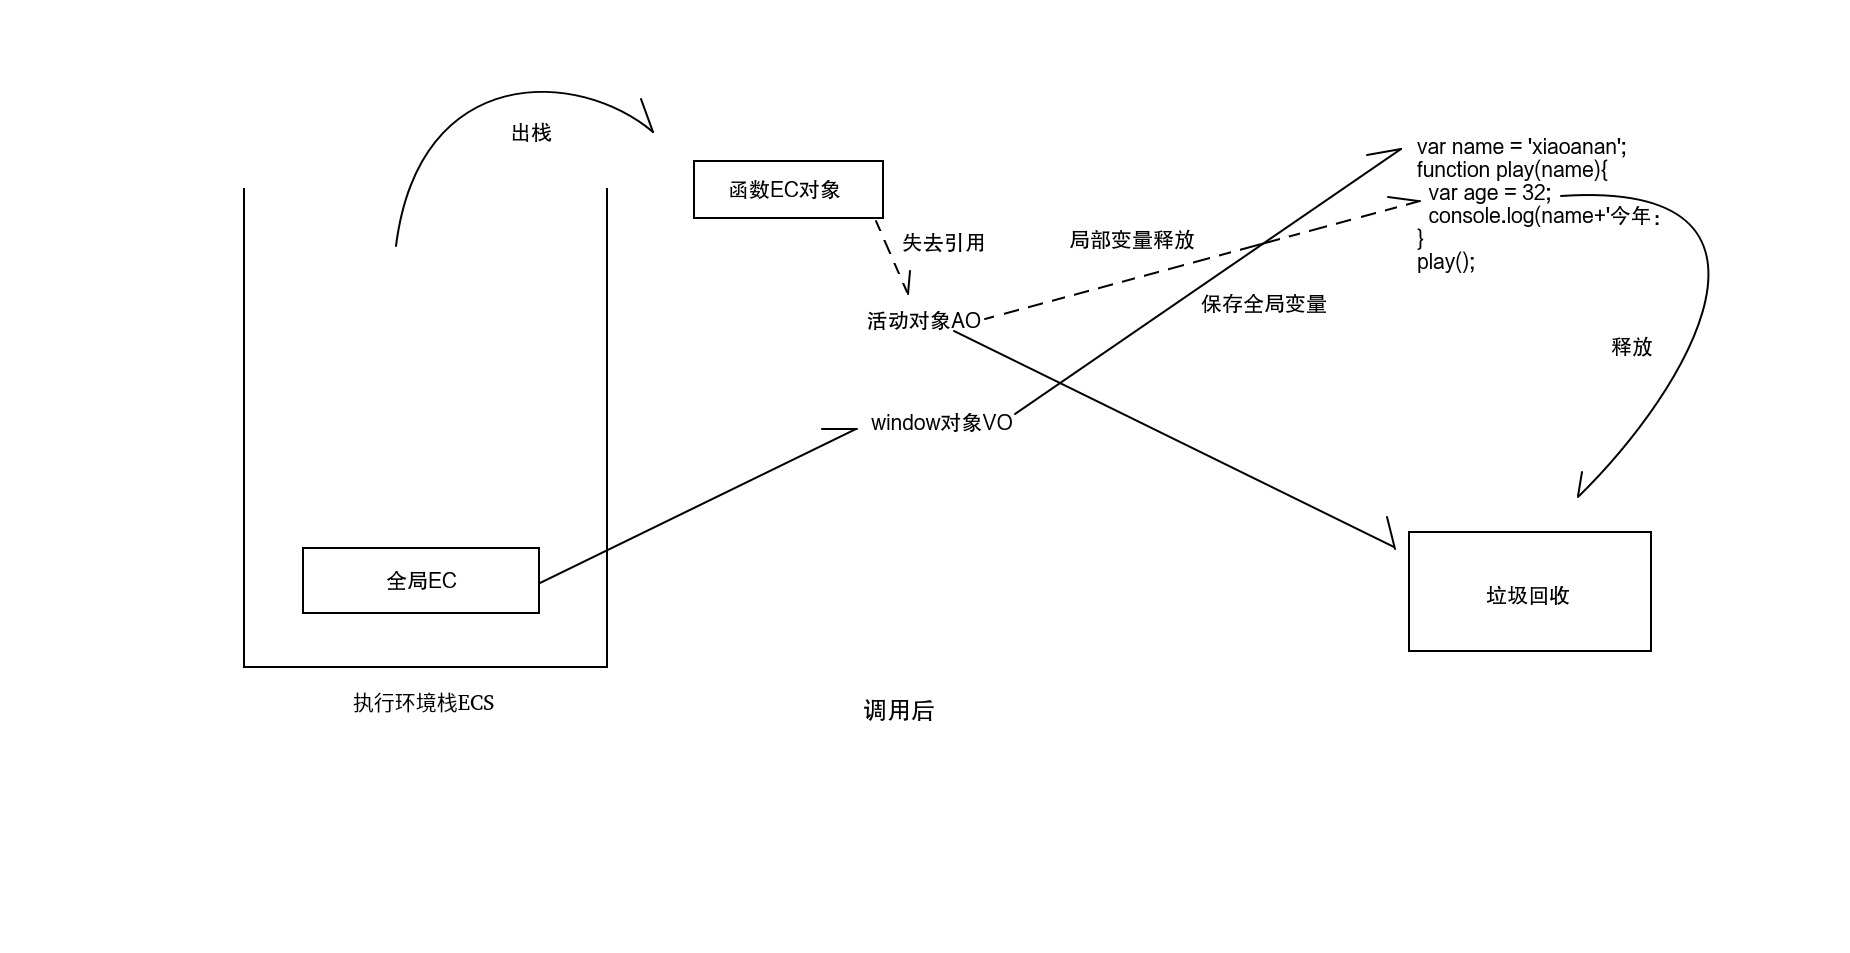 出栈
函数EC对象
失去引用
活动对象AO
局部变量释放
保存全局变量
window对象VO
var name = 'xiaoanan';
function play(name){
var age = 32;
console.log(name+'今年：
}
play();
释放
垃圾回收
全局EC
执行环境栈ECS
调用后